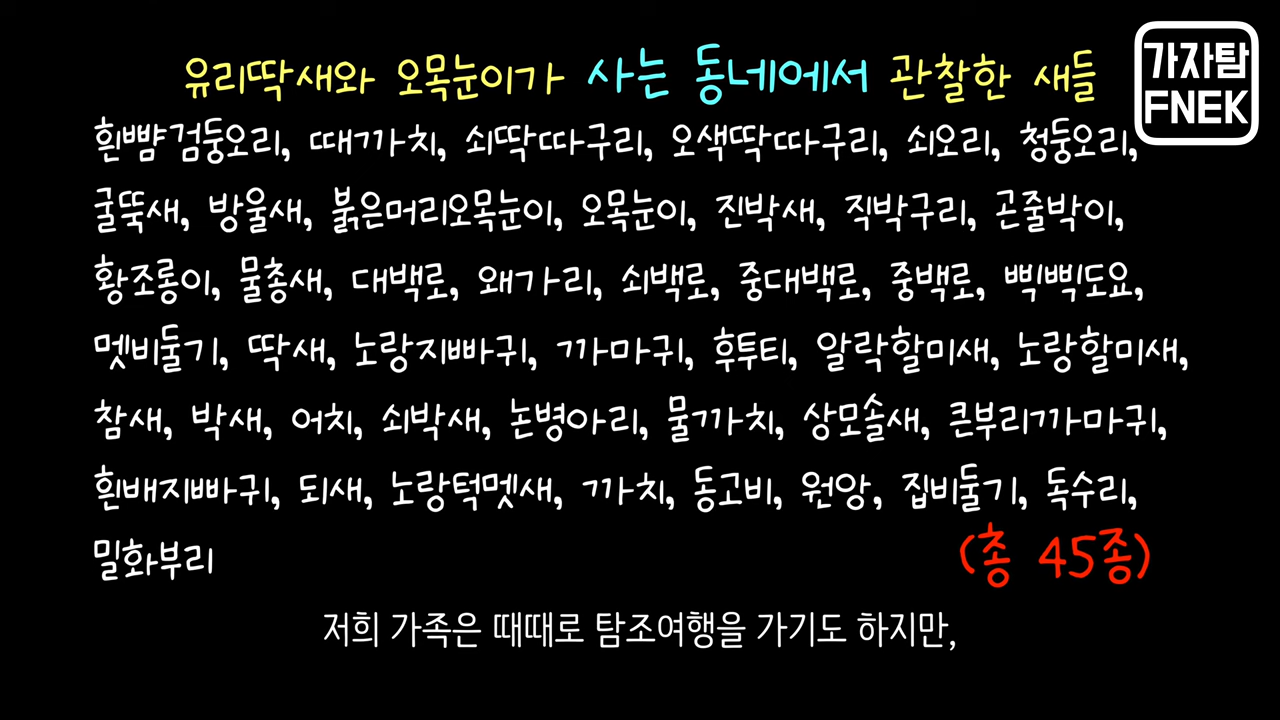 유리딱새와 오목눈이가 사는 동네에서 관찰한 새들
가자탐
FNEK
흰뺨검둥오리, 때까치, 쇠딱따구리, 오색딱따구리, 쇠오리, 청둥오리,
굴뚝새, 방울새, 붉은머리오목눈이, 오목눈이, 진박새, 직박구리, 곤줄박이,
황조롱이, 물총새, 대백로, 왜가리, 쇠백로, 중대백로, 중백로, 삑삑도요,
멧비둘기, 딱새, 노랑지빠귀, 까마귀, 후투티, 알락할미새, 노랑할미새,
참새, 박새, 어치, 쇠박새, 논병아리, 물까치, 상모솔새, 큰부리까마귀,
흰배지빠귀, 되새, 노랑턱멧새, 까치, 동고비, 원앙, 집비둘기, 독수리,
밀화부리 (총 45종)
저희 가족은 때때로 탐조여행을 가기도 하지만,